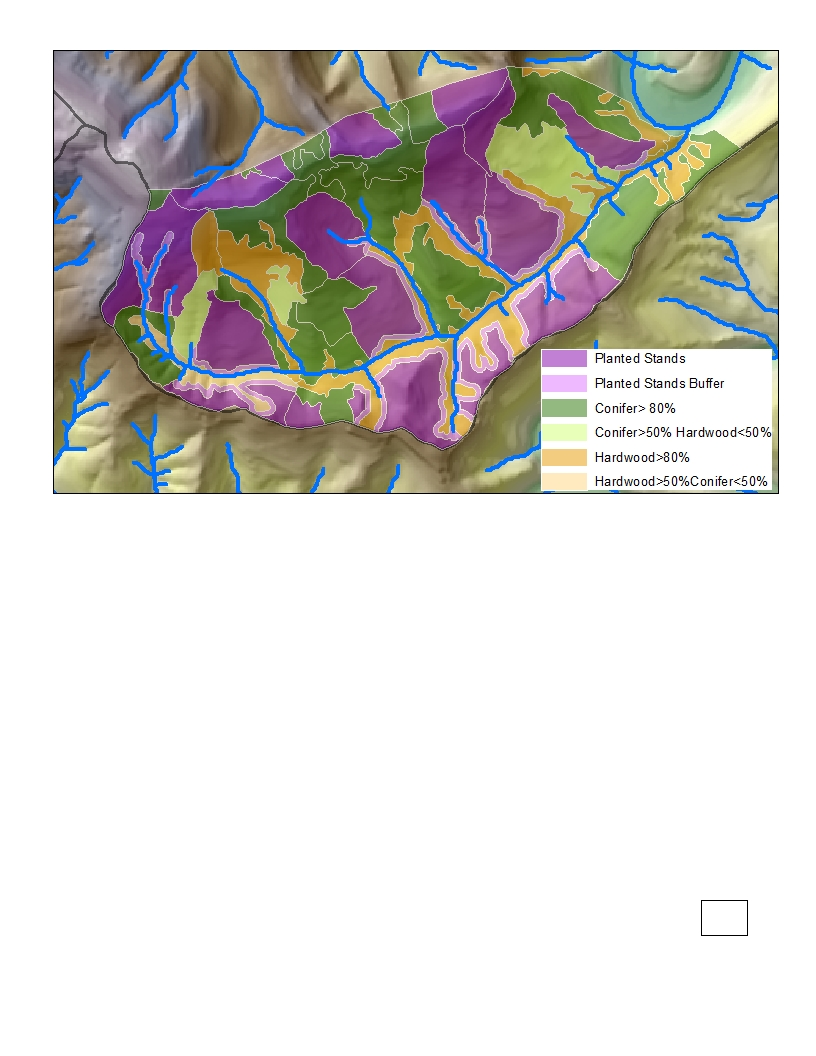 Planted Stands
Planted Stands Buffer
Conifer> 80%
Conifer>50% Hardwood<50%
Hardwood>80%
Hardwood>50%Conifer<50%